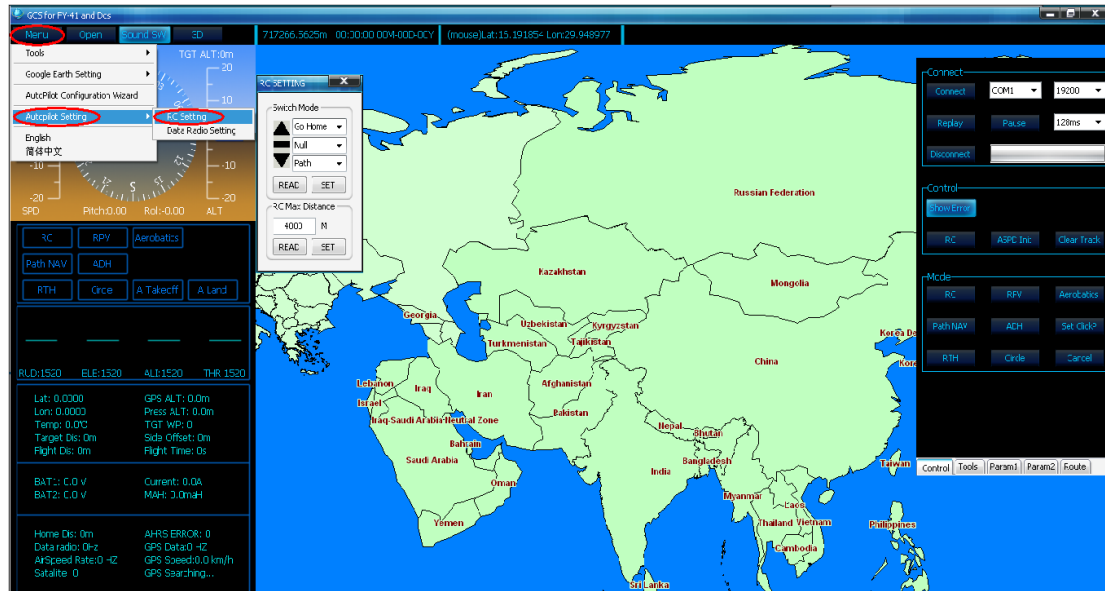 GCS for FY-41 and Dcs
Menu Open Sound SW 3D 717266.5625m 00:00:00 00M-00D-0CY (mouse)Lat:15.191854 Lon:29.948977
Tools
Google Earth Setting
AutoPilot Configuration Wizard
Autopilot Setting
English
简体中文
RC Setting
Data Radio Setting
TGT ALT:0m
20
10
-10 -10
-20 S -20
SPD Pitch:0.00 Rol:-0.00 ALT
RC RPV Aerobatics
Path NAV ADH
RTH Circle A Takeoff A Land
RUD:1520 ELE:1520 ALI:1520 THR 1520
Lat: 0.0000 GPS ALT: 0.0m
Lon: 0.0000 Press ALT: 0.0m
Temp: 0.0℃ TGT WP: 0
Target Dis: 0m Side Offset: 0m
Flight Dis: 0m Flight Time: 0s
BAT1: 0.0 V Current: 0.0A
BAT2: 0.0 V MAH: 0.0maH
Home Dis: 0m AHRS ERROR: 0
Data radio: 0Hz GPS Data:0 HZ
AirSpeed Rate:0 HZ GPS Speed:0.0 km/h
Satalite 0 GPS Searching...
RC SETTING
Switch Mode
Go Home
Null
Path
READ SET
RC Max Distance
4000 M
READ SET
Russian Federation
Kazakhstan
Mongolia
Georgia
Uzbekistan Kyrgyzstan
Turkmenistan Tajikistan
China
Korea De
Kore
Lebanon
Iraq
Iran
Afghanistan
Israel
Iraq-Saudi Arabia Neutral Zone
Pakistan
Nepal
Bhutan
Bahrain
Saudi Arabia
Bangladesh
India
Taiwan
Oman
Myanmar
Laos
Yemen
Thailand Vietnam
Philippines
Cambodia
Sri Lanka
Connect
Connect COM1 19200
Replay Pause 128ms
Disconnect
Control
Show Error
RC ASPD Init Clear Track
Mode
RC RPV Aerobatics
Path NAV ADH Set Click?
RTH Circle Cancel
Control Tools Param1 Param2 Route